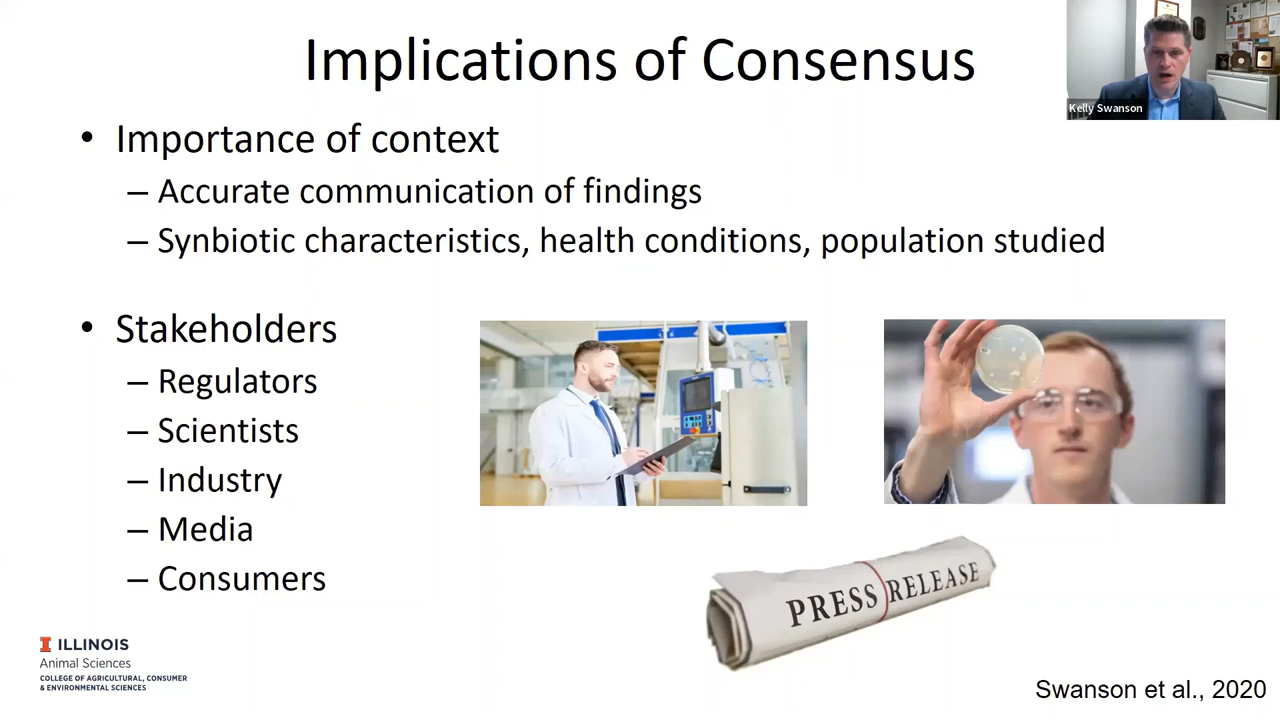 Implications of Consensus
Kelly Swanson
• Importance of context
– Accurate communication of findings
– Synbiotic characteristics, health conditions, population studied
• Stakeholders
– Regulators
– Scientists
– Industry
– Media
– Consumers
PRESS RELEASE
I ILLINOIS
Animal Sciences
COLLEGE OF AGRICULTURAL, CONSUMER
& ENVIRONMENTAL SCIENCES
Swanson et al., 2020